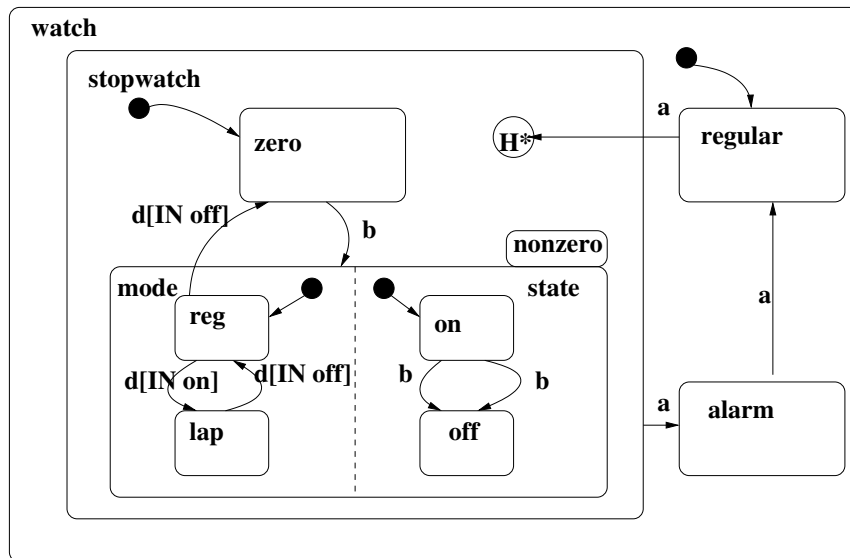 watch
stopwatch
zero
H*
a
regular
d[IN off]
b
nonzero
mode
state
reg
on
a
d[IN on]
d[IN off]
b
b
lap
off
a
alarm